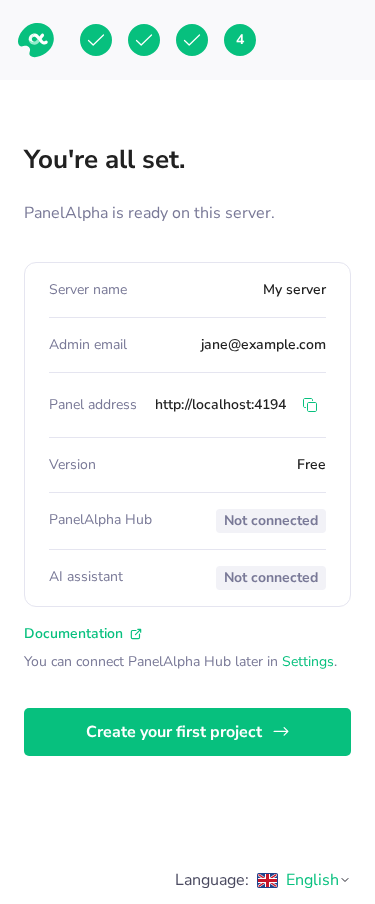 4
You're all set.
PanelAlpha is ready on this server.
Server name My server
Admin email jane@example.com
Panel address http://localhost:4194
Version Free
PanelAlpha Hub Not connected
AI assistant Not connected
Documentation
You can connect PanelAlpha Hub later in Settings.
Create your first project
Language: English